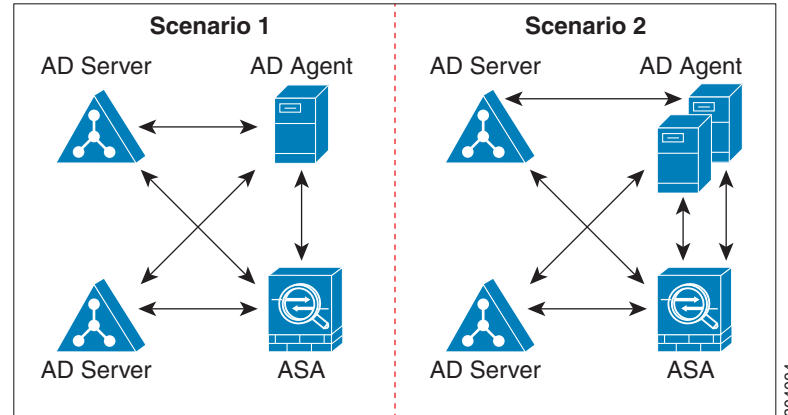 Scenario 1
Scenario 2
AD Server
AD Agent
AD Server
AD Agent
AD Server
ASA
AD Server
ASA